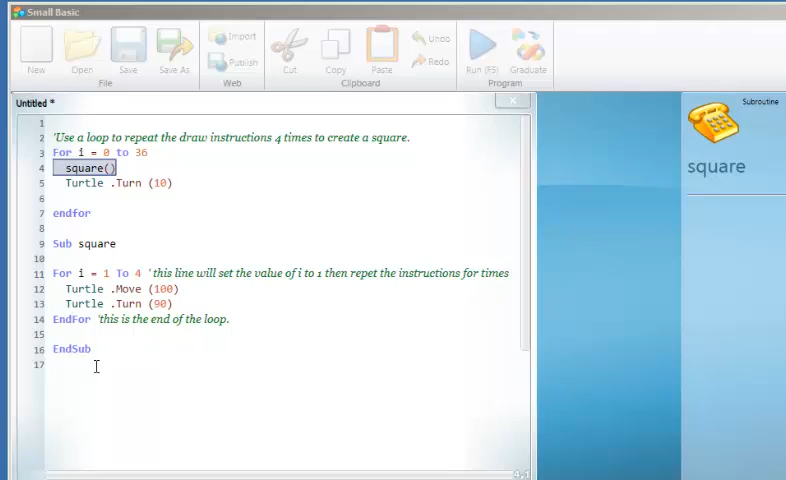 Small Basic
New
Open
Save
Save As
Import
Publish
Cut
Copy
Paste
Undo
Redo
Run (F5)
Graduate
File
Web
Clipboard
Program
Untitled *
1
2 'Use a loop to repeat the draw instructions 4 times to create a square.
3 For i = 0 to 36
4 square()
5 Turtle .Turn (10)
6
7 endfor
8
9 Sub square
10
11 For i = 1 To 4 'this line will set the value of i to 1 then repet the instructions for times
12 Turtle .Move (100)
13 Turtle .Turn (90)
14 EndFor 'this is the end of the loop.
15
16 EndSub
17
4,1
Subroutine
square